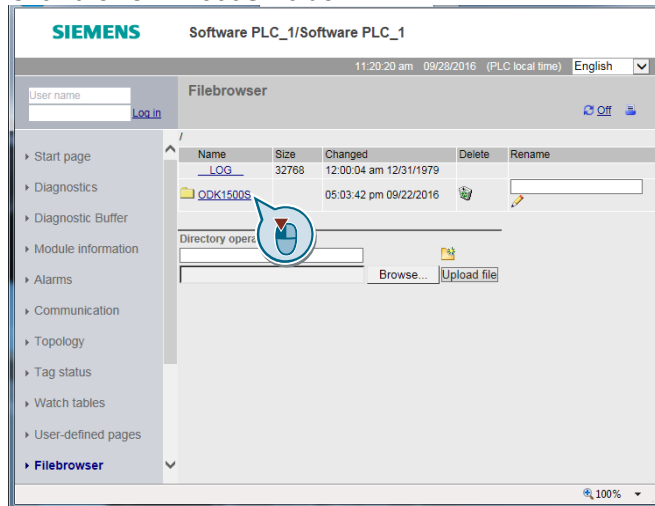 SIEMENS
Software PLC_1/Software PLC_1
11:20:20 am 09/28/2016 (PLC local time) English
User name
Log in
Filebrowser
Off
/
Name Size Changed Delete Rename
__LOG__ 32768 12:00:04 am 12/31/1979
ODK1500S 05:03:42 pm 09/22/2016
Directory opera
Browse... Upload file
Start page
Diagnostics
Diagnostic Buffer
Module information
Alarms
Communication
Topology
Tag status
Watch tables
User-defined pages
Filebrowser
100%